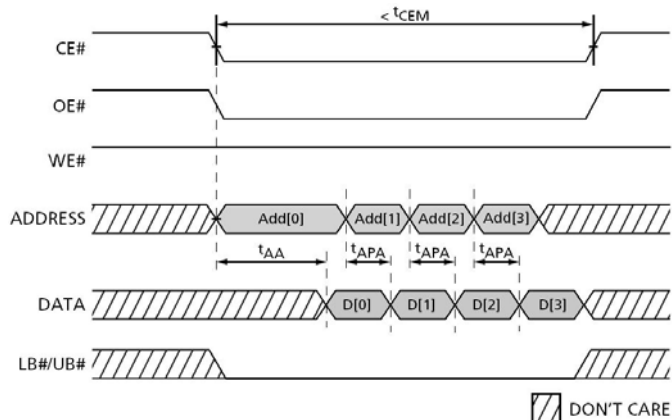 < tCEM
CE#
OE#
WE#
ADDRESS Add[0] Add[1] Add[2] Add[3]
tAA tAPA tAPA tAPA
DATA D[0] D[1] D[2] D[3]
LB#/UB#
DON'T CARE